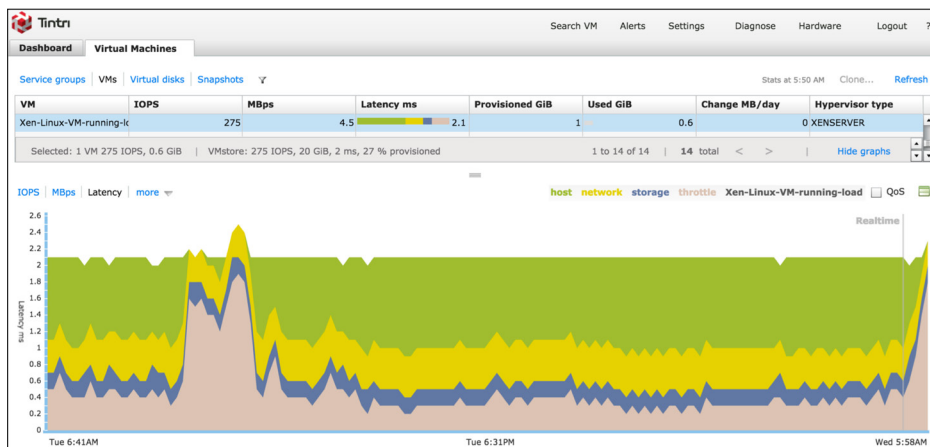 Tintri
Search VM Alerts Settings Diagnose Hardware Logout ?
Dashboard Virtual Machines
Service groups VMs Virtual disks Snapshots Stats at 5:50 AM Clone... Refresh
VM IOPS MBps Latency ms Provisioned GiB Used GiB Change MB/day Hypervisor type
Xen-Linux-VM-running-lo 275 4.5 2.1 1 0.6 0 XENSERVER
Selected: 1 VM 275 IOPS, 0.6 GiB | VMstore: 275 IOPS, 20 GiB, 2 ms, 27 % provisioned 1 to 14 of 14 | 14 total < > | Hide graphs
IOPS MBps Latency more host network storage throttle Xen-Linux-VM-running-load QoS
Realtime
2.6
2.4
2.2
2
1.8
1.6
1.4
1.2
1
0.8
0.6
0.4
0.2
0
Latency ms
Tue 6:41AM Tue 6:31PM Wed 5:58AM